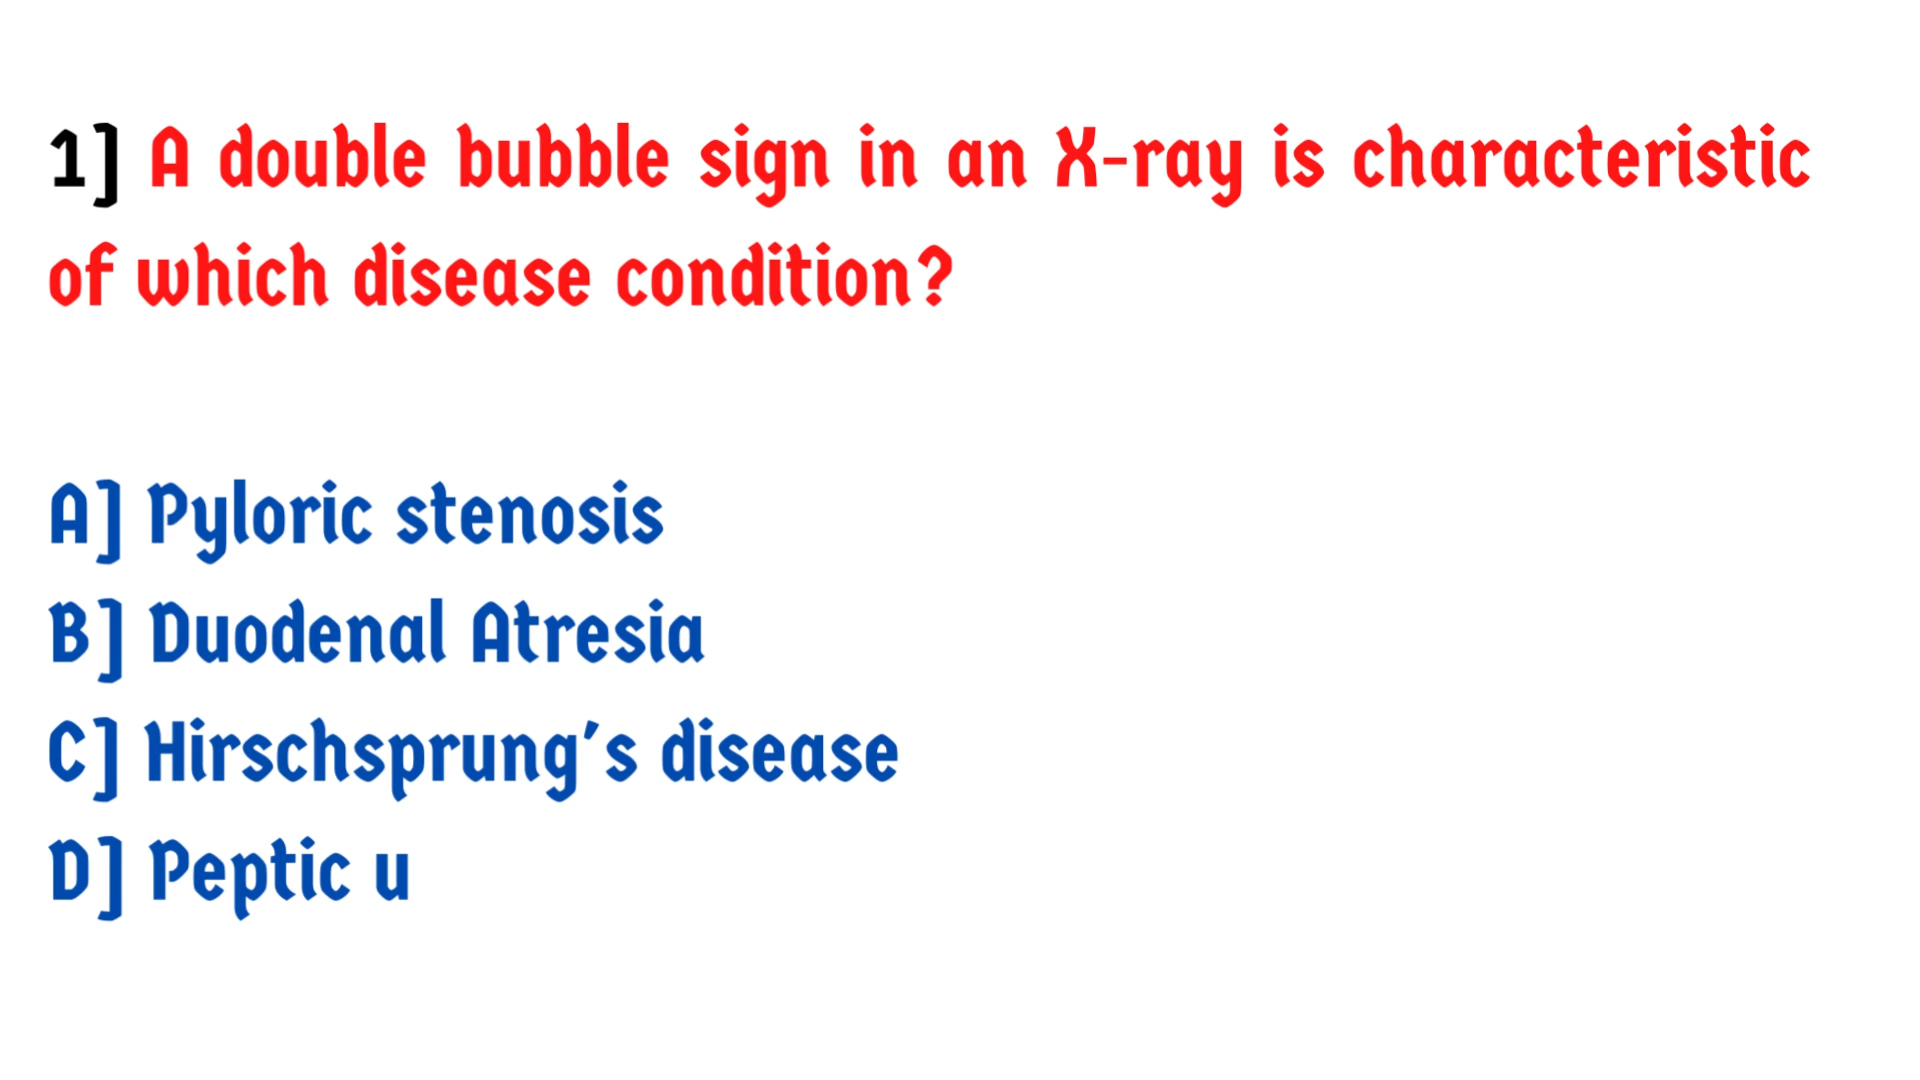 1] A double bubble sign in an X-ray is characteristic
of which disease condition?
A] Pyloric stenosis
B] Duodenal Atresia
C] Hirschsprung's disease
D] Peptic u